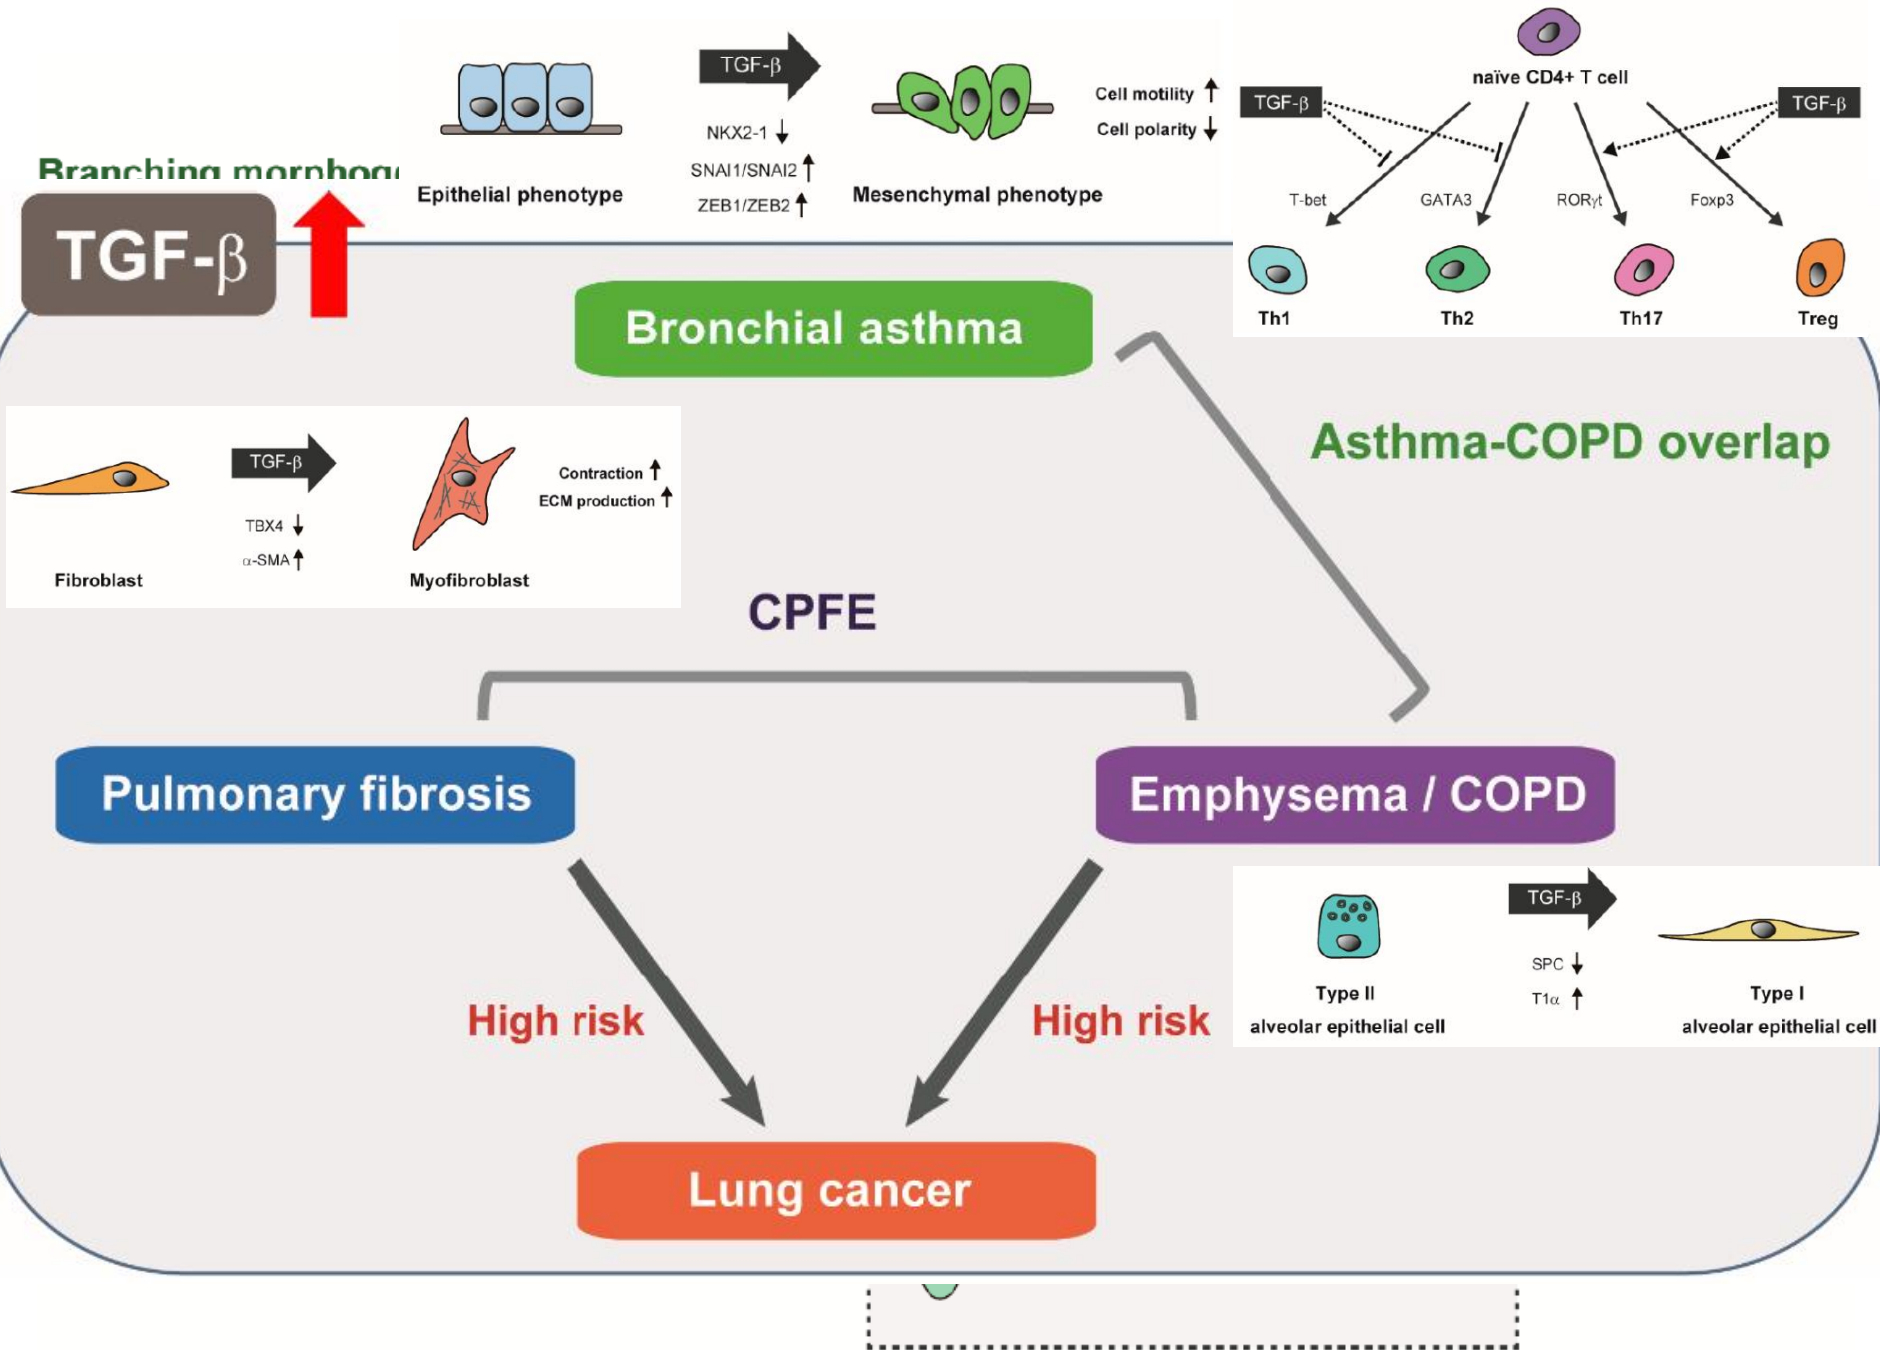 TGF-β
NKX2-1 ↓
SNAI1/SNAI2 ↑
ZEB1/ZEB2 ↑
Epithelial phenotype
Mesenchymal phenotype
Cell motility ↑
Cell polarity ↓
naïve CD4+ T cell
TGF-β
TGF-β
T-bet
GATA3
RORγt
Foxp3
Th1
Th2
Th17
Treg
Branching
TGF-β
Bronchial asthma
Asthma-COPD overlap
TGF-β
TBX4 ↓
α-SMA ↑
Fibroblast
Myofibroblast
Contraction ↑
ECM production ↑
CPFE
Pulmonary fibrosis
Emphysema / COPD
High risk
High risk
TGF-β
SPC ↓
T1α ↑
Type II
alveolar epithelial cell
Type I
alveolar epithelial cell
Lung cancer